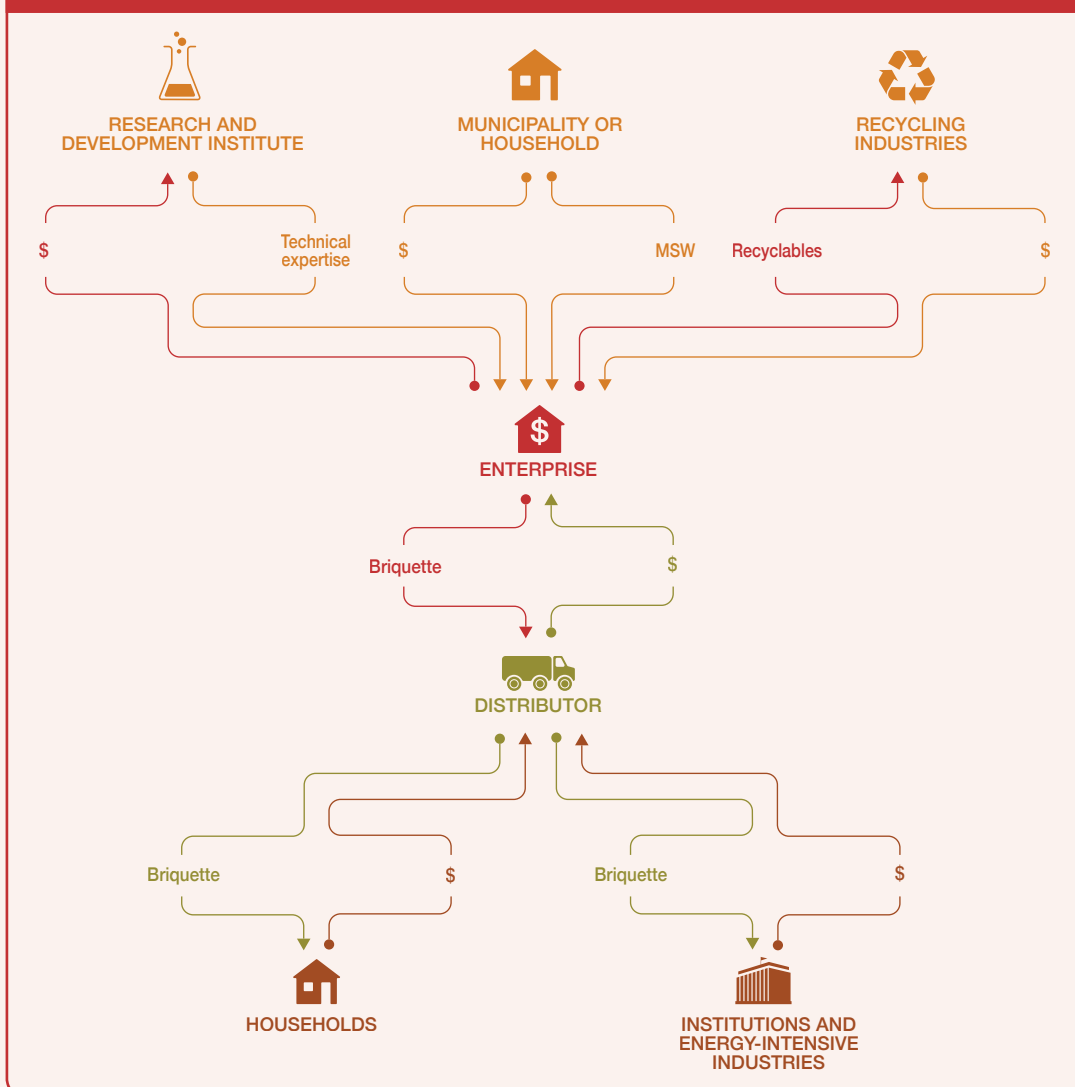 RESEARCH AND
DEVELOPMENT INSTITUTE
MUNICIPALITY OR
HOUSEHOLD
RECYCLING
INDUSTRIES
$
Technical
expertise
$
MSW
Recyclables
$
$
ENTERPRISE
Briquette
$
DISTRIBUTOR
Briquette
$
Briquette
$
HOUSEHOLDS
INSTITUTIONS AND
ENERGY-INTENSIVE
INDUSTRIES